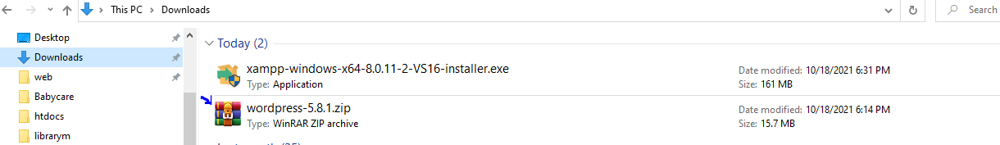 This PC > Downloads
Search
Desktop
Downloads
web
Babycare
htdocs
librarym
Today (2)
xampp-windows-x64-8.0.11-2-VS16-installer.exe
Type: Application
Date modified: 10/18/2021 6:31 PM
Size: 161 MB
wordpress-5.8.1.zip
Type: WinRAR ZIP archive
Date modified: 10/18/2021 6:14 PM
Size: 15.7 MB